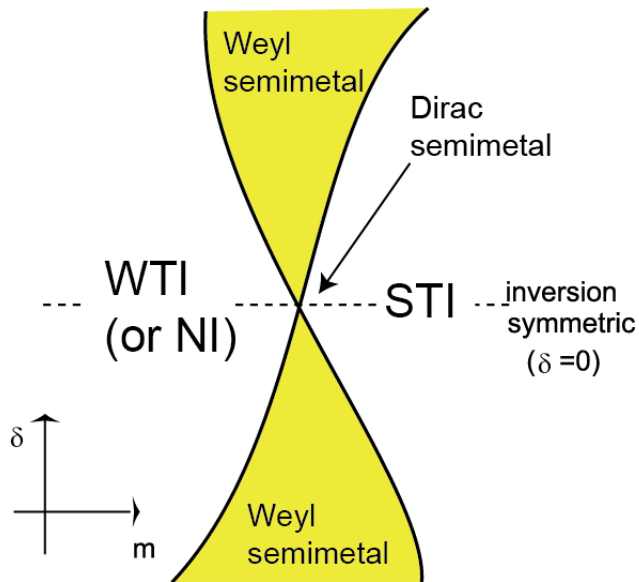 Weyl
semimetal
Dirac
semimetal
WTI
(or NI)
STI
inversion
symmetric
(δ =0)
δ
m
Weyl
semimetal